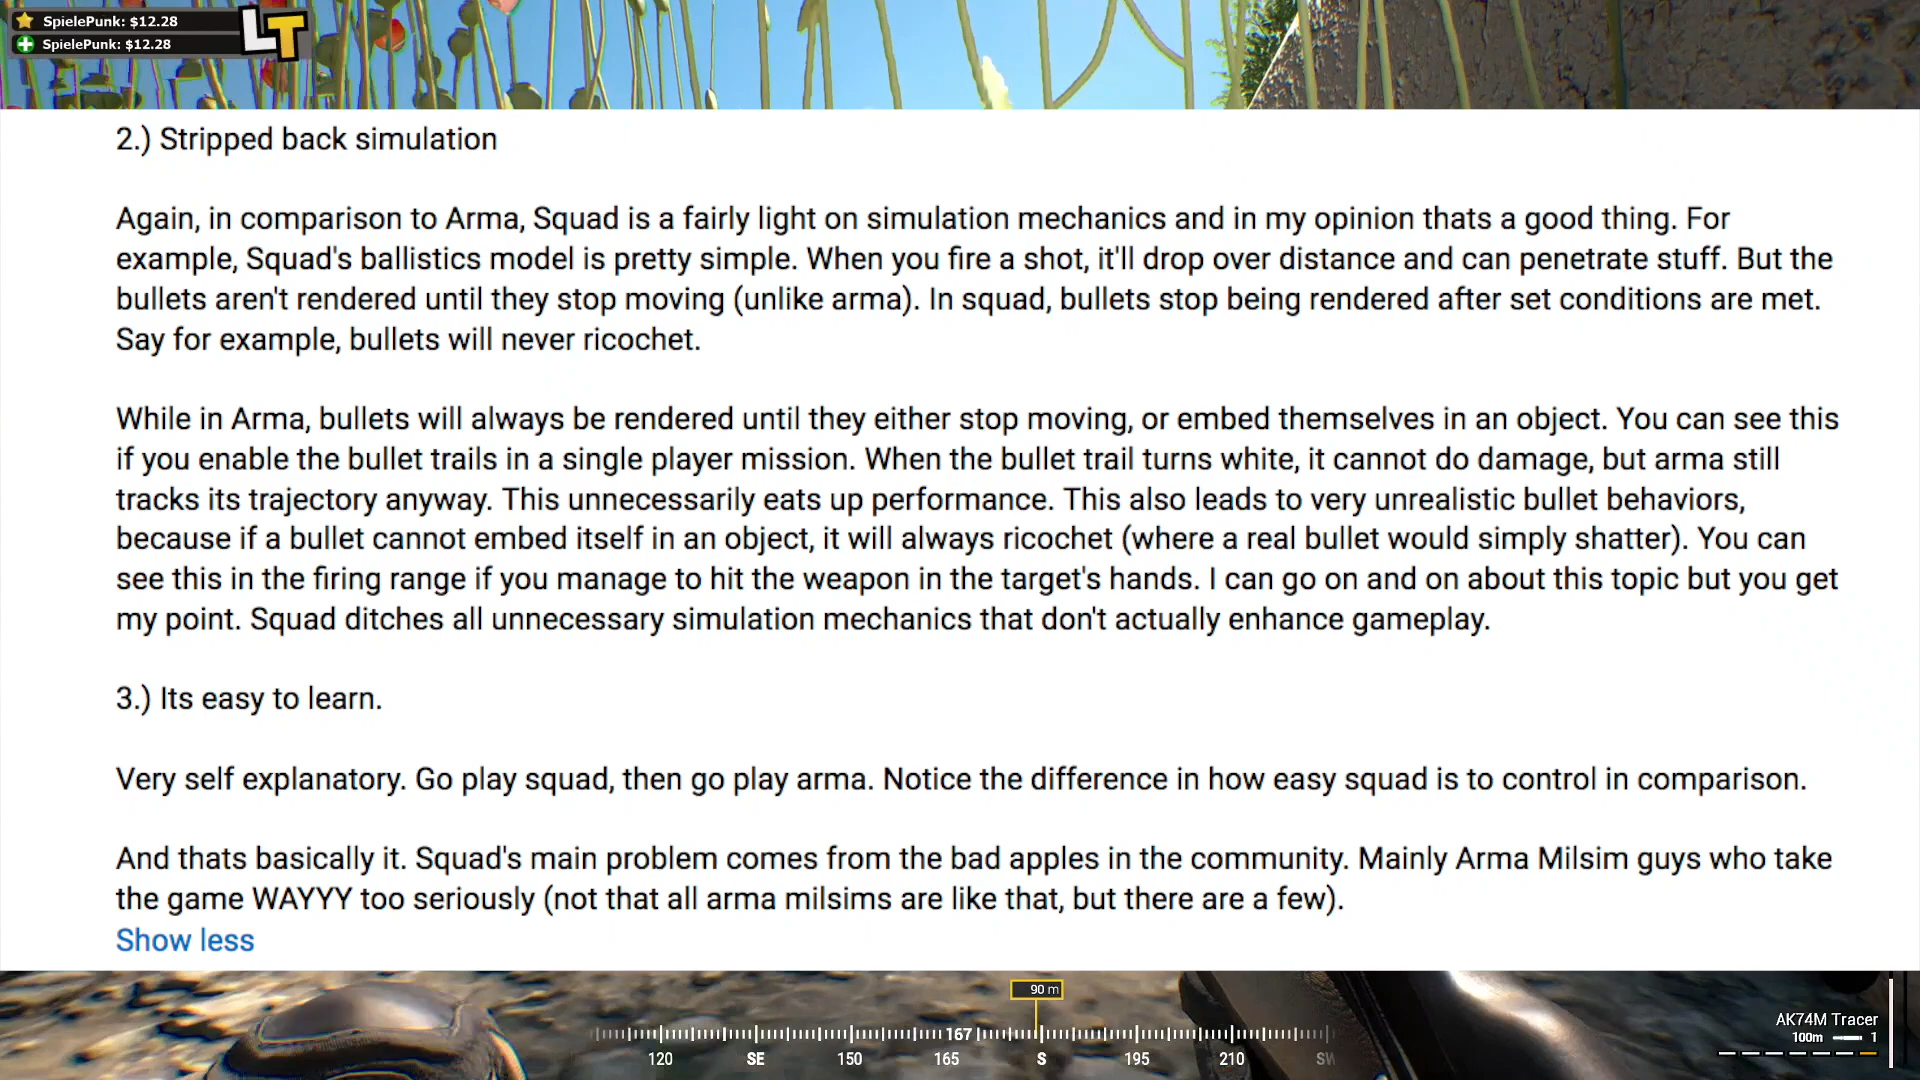 SpielePunk: $12.28
SpielePunk: $12.28
LT
2.) Stripped back simulation
Again, in comparison to Arma, Squad is a fairly light on simulation mechanics and in my opinion thats a good thing. For
example, Squad's ballistics model is pretty simple. When you fire a shot, it'll drop over distance and can penetrate stuff. But the
bullets aren't rendered until they stop moving (unlike arma). In squad, bullets stop being rendered after set conditions are met.
Say for example, bullets will never ricochet.
While in Arma, bullets will always be rendered until they either stop moving, or embed themselves in an object. You can see this
if you enable the bullet trails in a single player mission. When the bullet trail turns white, it cannot do damage, but arma still
tracks its trajectory anyway. This unnecessarily eats up performance. This also leads to very unrealistic bullet behaviors,
because if a bullet cannot embed itself in an object, it will always ricochet (where a real bullet would simply shatter). You can
see this in the firing range if you manage to hit the weapon in the target's hands. I can go on and on about this topic but you get
my point. Squad ditches all unnecessary simulation mechanics that don't actually enhance gameplay.
3.) Its easy to learn.
Very self explanatory. Go play squad, then go play arma. Notice the difference in how easy squad is to control in comparison.
And thats basically it. Squad's main problem comes from the bad apples in the community. Mainly Arma Milsim guys who take
the game WAYYY too seriously (not that all arma milsims are like that, but there are a few).
Show less
90 m
167
120 SE 150 165 S 195 210 SW
AK74M Tracer
100m 1